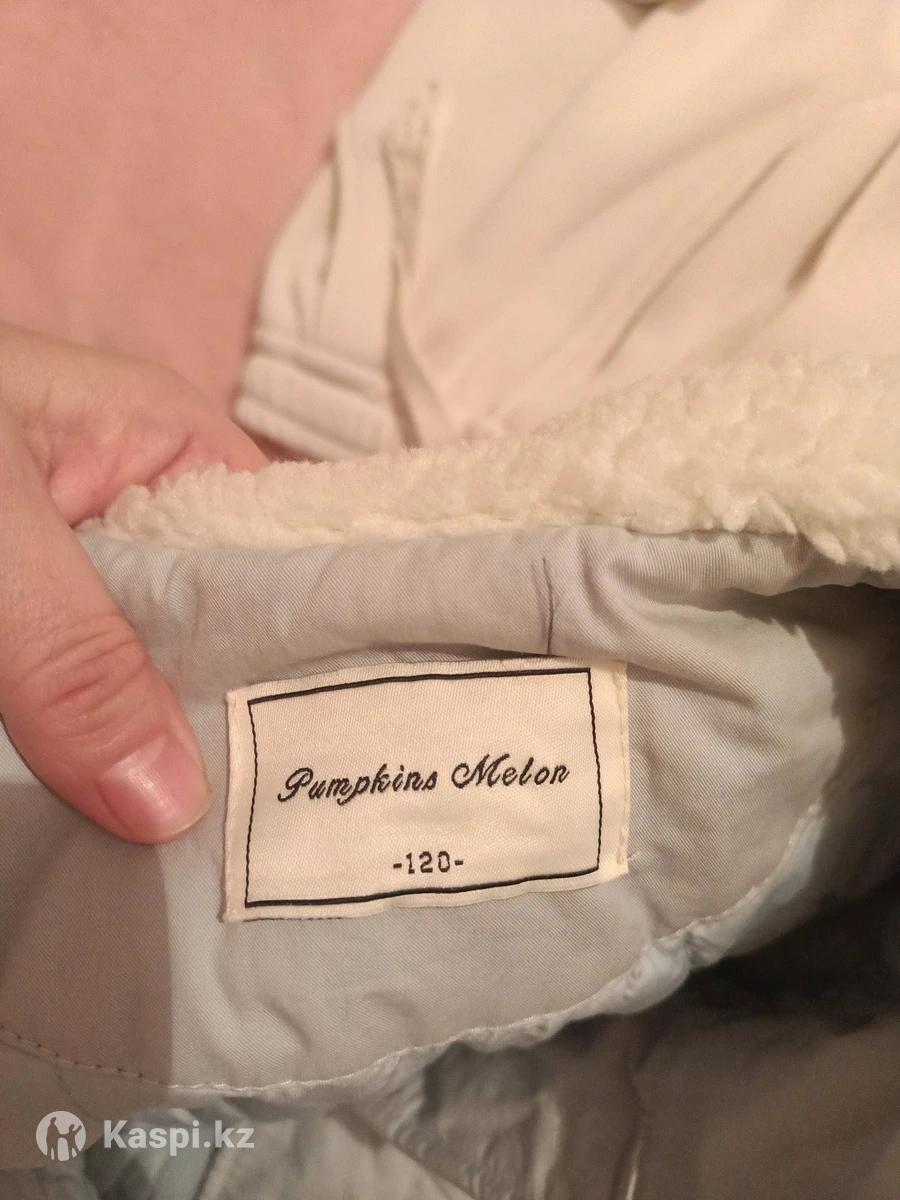 Pumpkins Melon
-120-
Kaspi.kz